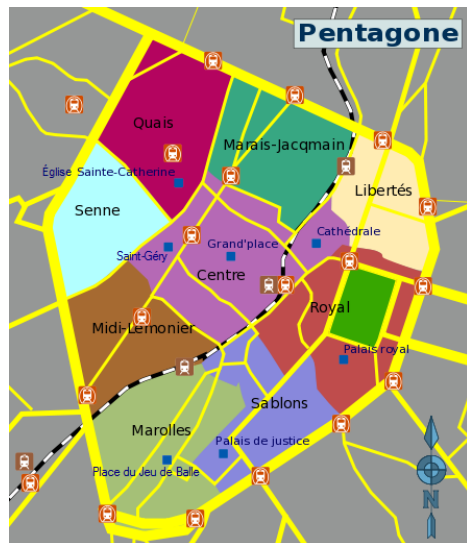 Pentagone
Quais
Marais-Jacqmain
Église Sainte-Catherine
Libertés
Senne
Cathédrale
Saint-Géry
Grand'place
Centre
Royal
Midi-Lemonier
Palais royal
Sablons
Marolles
Palais de justice
Place du Jeu de Balle
N